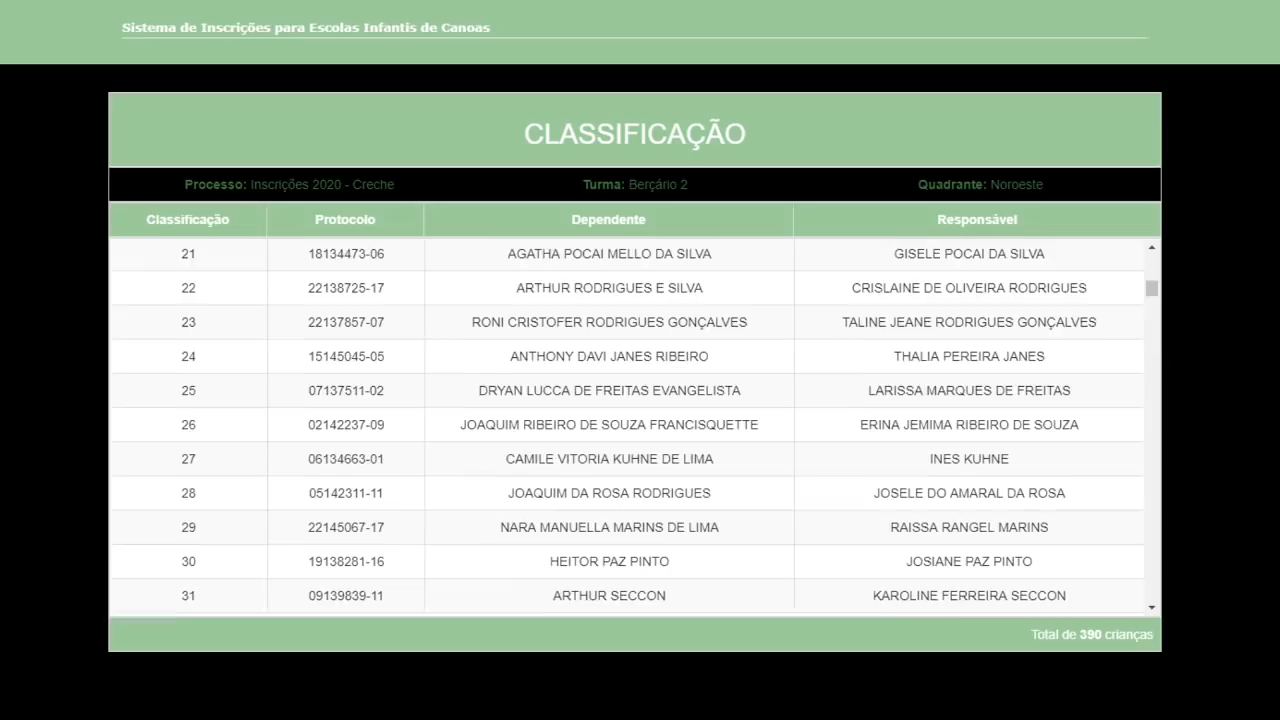 Sistema de Inscrições para Escolas Infantis de Canoas
CLASSIFICAÇÃO
Processo: Inscrições 2020 - Creche Turma: Berçário 2 Quadrante: Noroeste
Classificação Protocolo Dependente Responsável
21 18134473-06 AGATHA POCAI MELLO DA SILVA GISELE POCAI DA SILVA
22 22138725-17 ARTHUR RODRIGUES E SILVA CRISLAINE DE OLIVEIRA RODRIGUES
23 22137857-07 RONI CRISTOFER RODRIGUES GONÇALVES TALINE JEANE RODRIGUES GONÇALVES
24 15145045-05 ANTHONY DAVI JANES RIBEIRO THALIA PEREIRA JANES
25 07137511-02 DRYAN LUCCA DE FREITAS EVANGELISTA LARISSA MARQUES DE FREITAS
26 02142237-09 JOAQUIM RIBEIRO DE SOUZA FRANCISQUETTE ERINA JEMIMA RIBEIRO DE SOUZA
27 06134663-01 CAMILE VITORIA KUHNE DE LIMA INES KUHNE
28 05142311-11 JOAQUIM DA ROSA RODRIGUES JOSELE DO AMARAL DA ROSA
29 22145067-17 NARA MANUELLA MARINS DE LIMA RAISSA RANGEL MARINS
30 19138281-16 HEITOR PAZ PINTO JOSIANE PAZ PINTO
31 09139839-11 ARTHUR SECCON KAROLINE FERREIRA SECCON
Total de 390 crianças